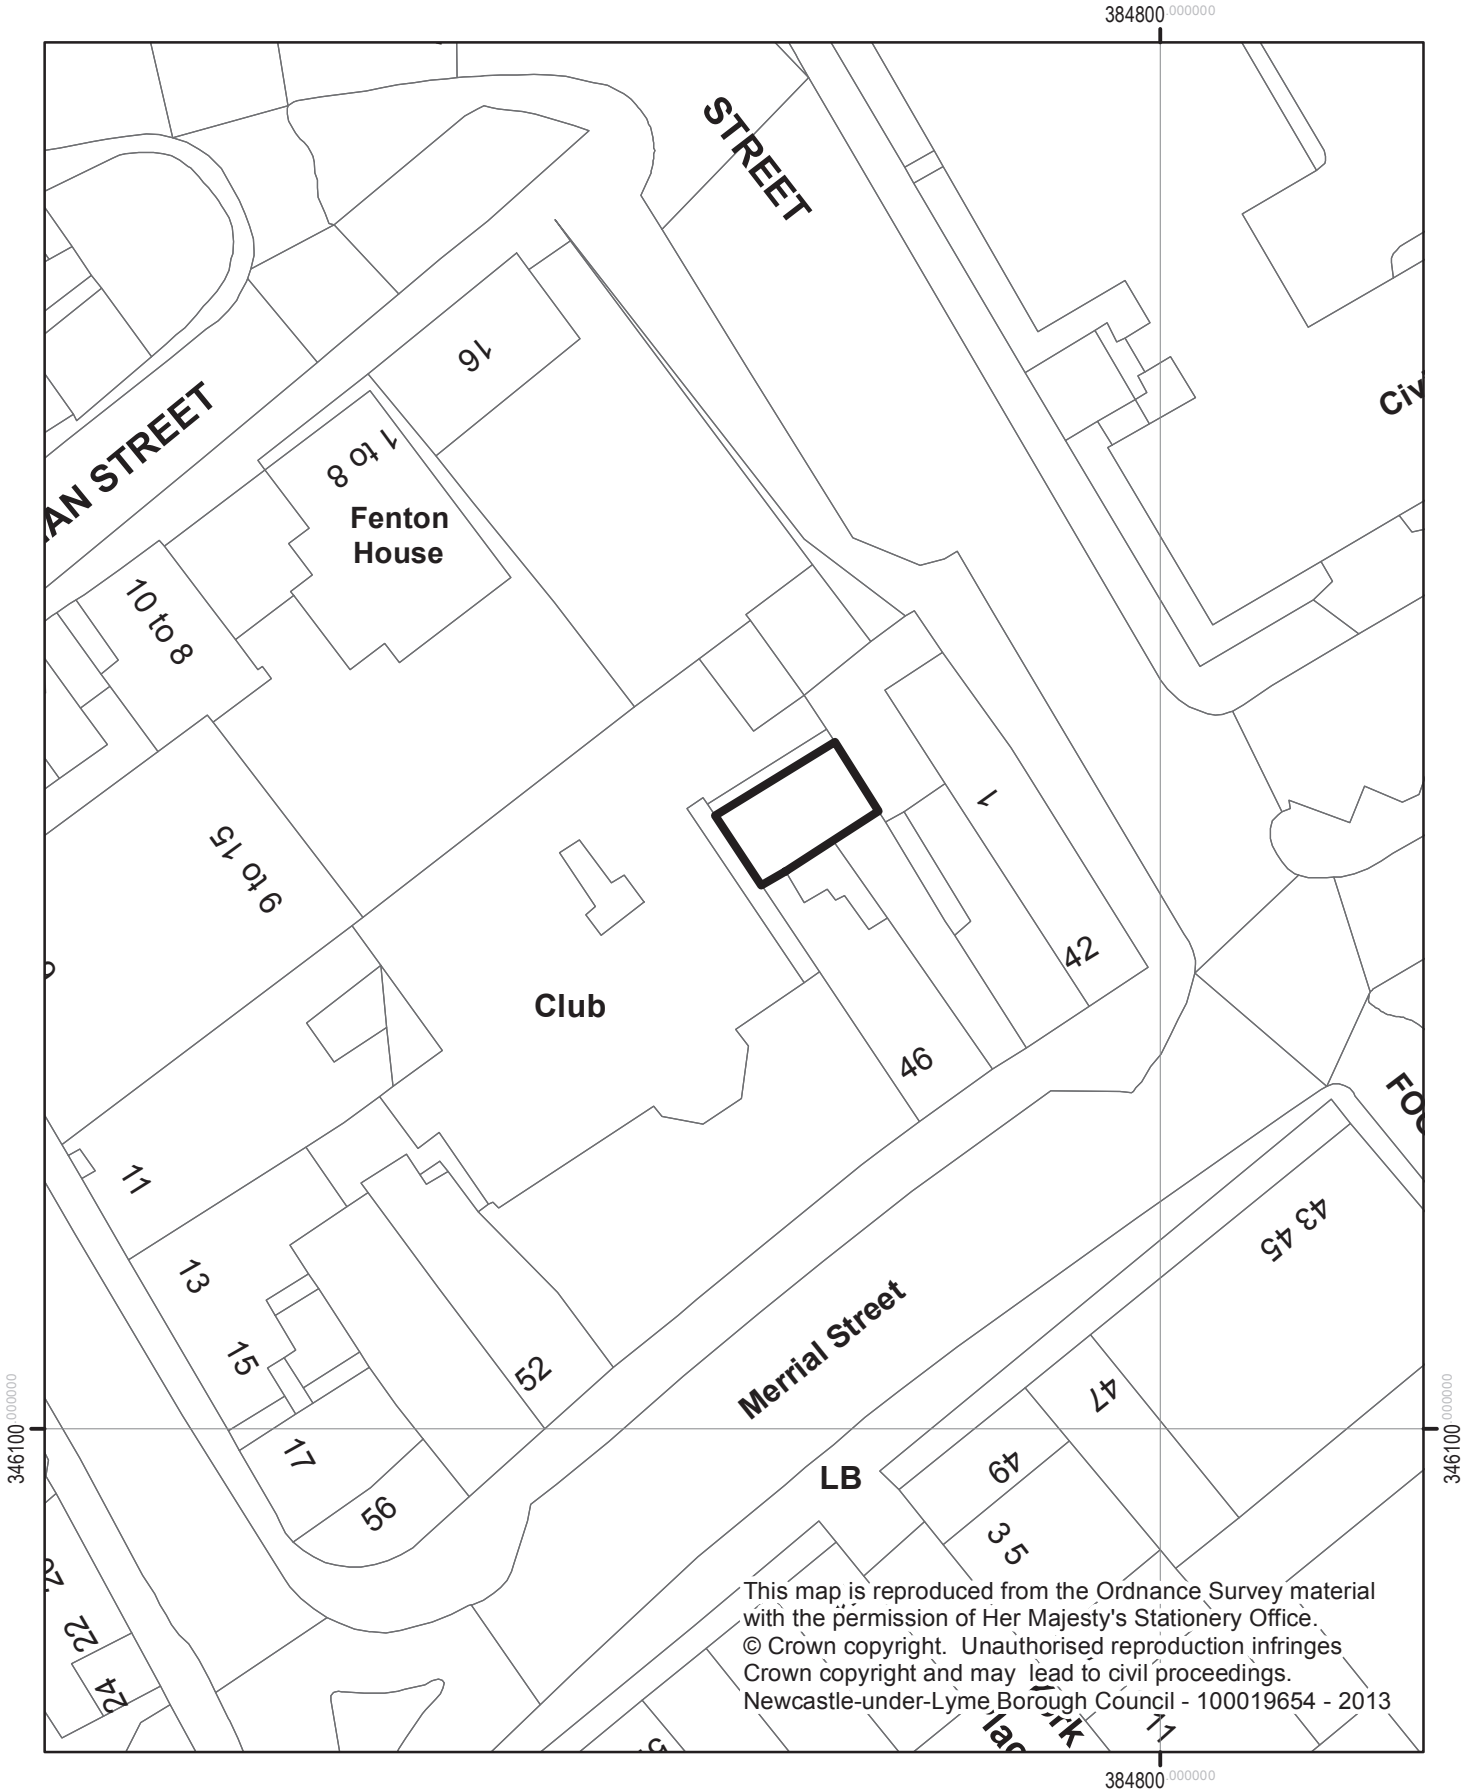 384800.000000
STREET
16
Civ
AN STREET
1 to 8
Fenton
House
10 to 8
1
9 to 15
42
Club
46
11
FO
43 45
13
Merrial Street
15
52
47
346100.000000
346100.000000
17
LB
49
56
3 5
22
24
This map is reproduced from the Ordnance Survey material
with the permission of Her Majesty's Stationery Office.
© Crown copyright. Unauthorised reproduction infringes
Crown copyright and may lead to civil proceedings.
Newcastle-under-Lyme Borough Council - 100019654 - 2013
11
384800.000000